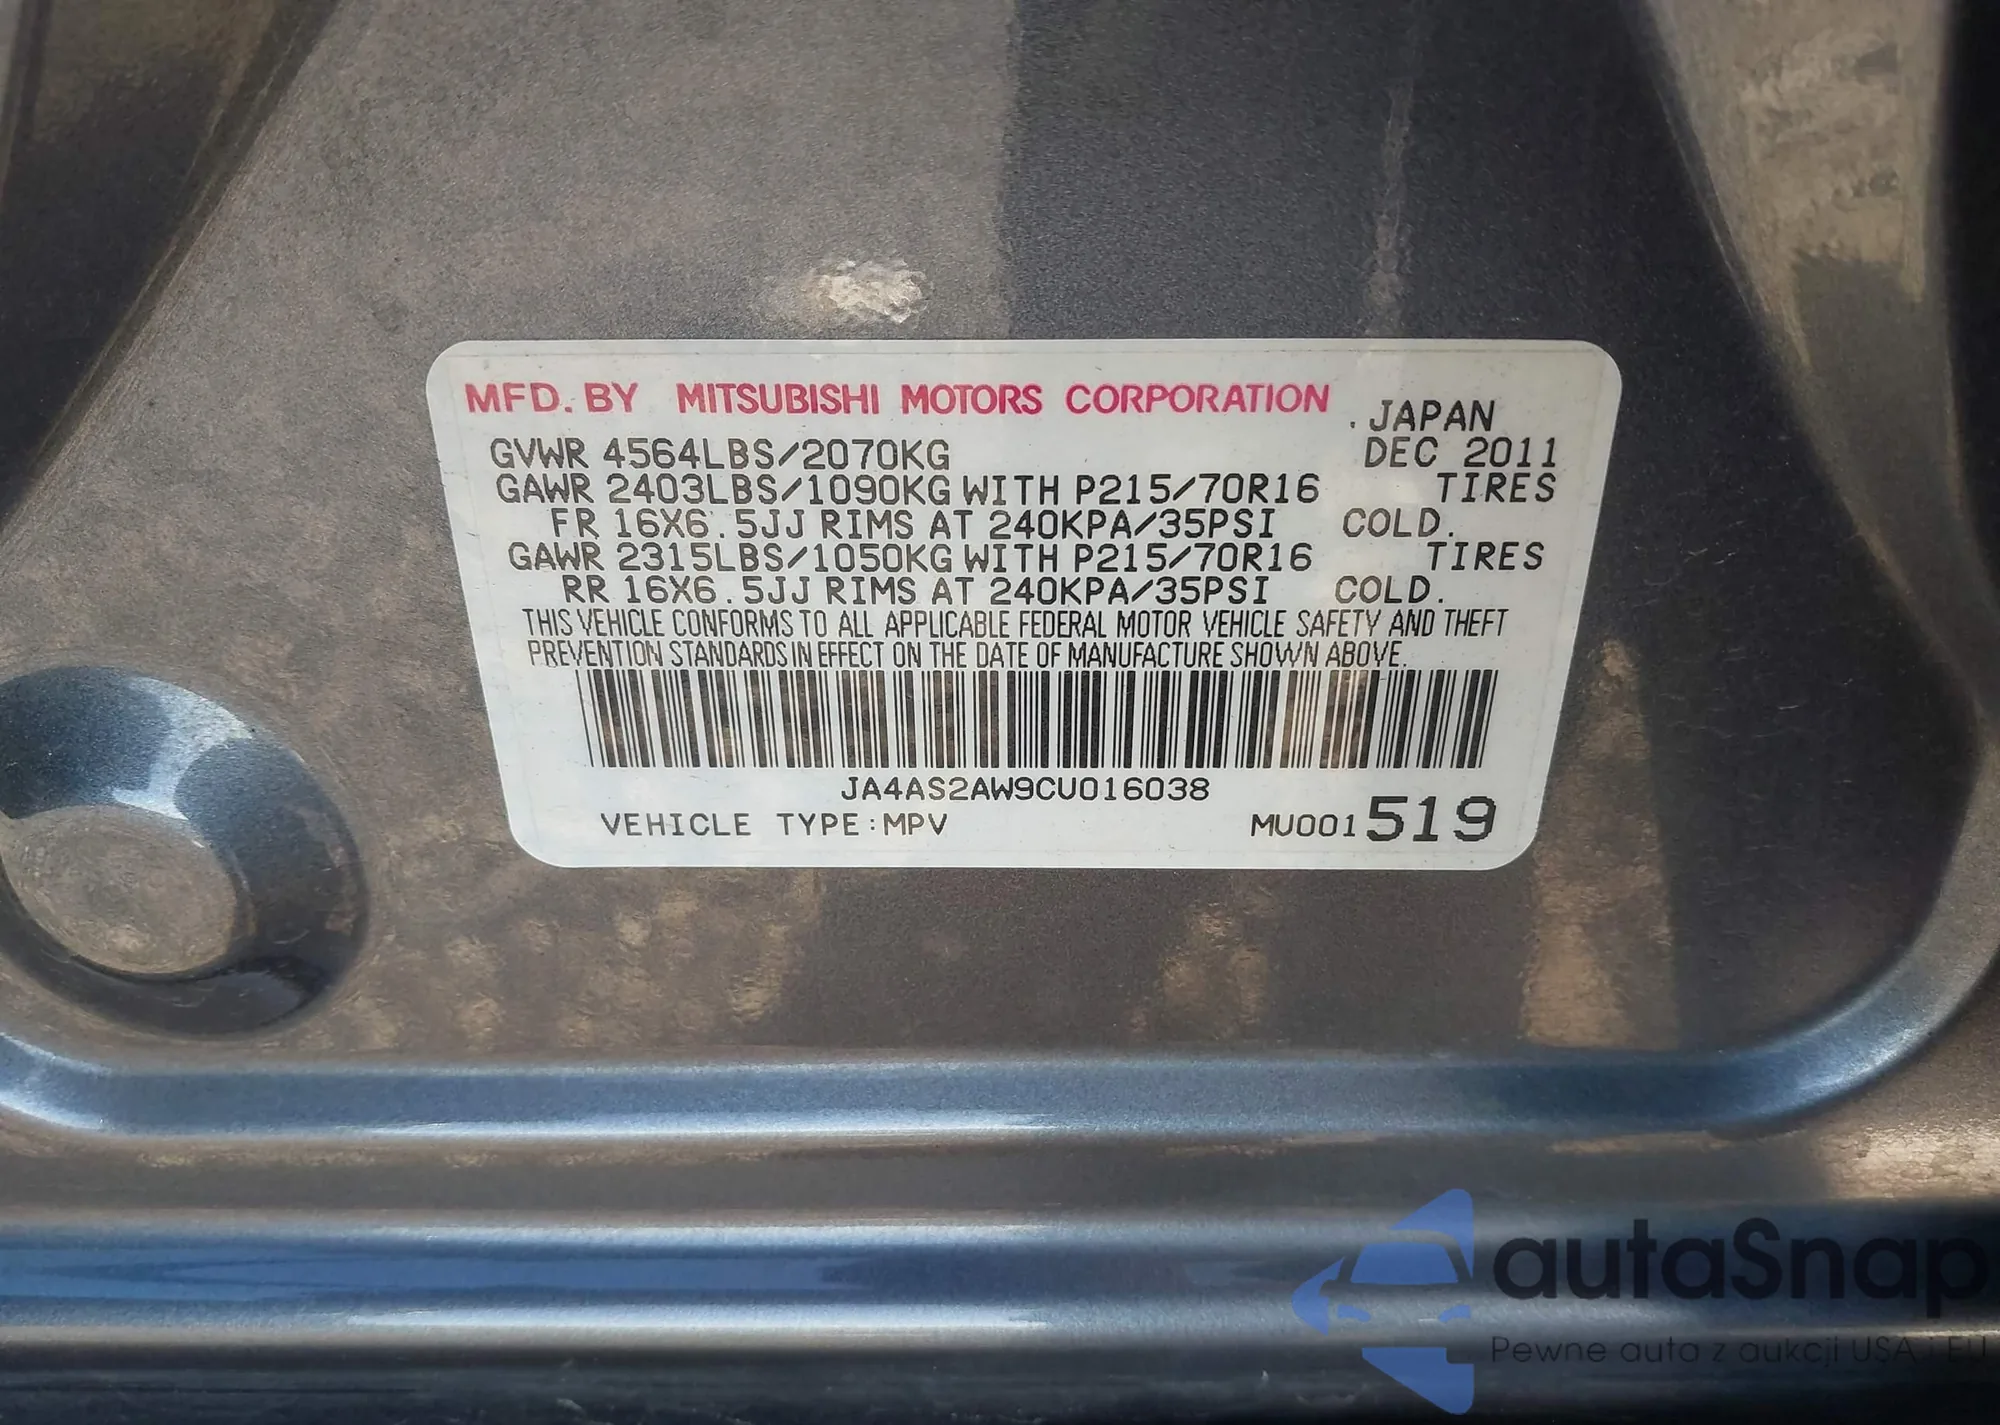 MFD. BY MITSUBISHI MOTORS CORPORATION
. JAPAN
GVWR 4564LBS/2070KG DEC 2011
GAWR 2403LBS/1090KG WITH P215/70R16 TIRES
FR 16X6.5JJ RIMS AT 240KPA/35PSI COLD.
GAWR 2315LBS/1050KG WITH P215/70R16 TIRES
RR 16X6.5JJ RIMS AT 240KPA/35PSI COLD.
THIS VEHICLE CONFORMS TO ALL APPLICABLE FEDERAL MOTOR VEHICLE SAFETY AND THEFT
PREVENTION STANDARDS IN EFFECT ON THE DATE OF MANUFACTURE SHOWN ABOVE.
JA4AS2AW9CU016038
VEHICLE TYPE:MPV MU001519
autaSnap
Pewne auta z aukcji USA i EU